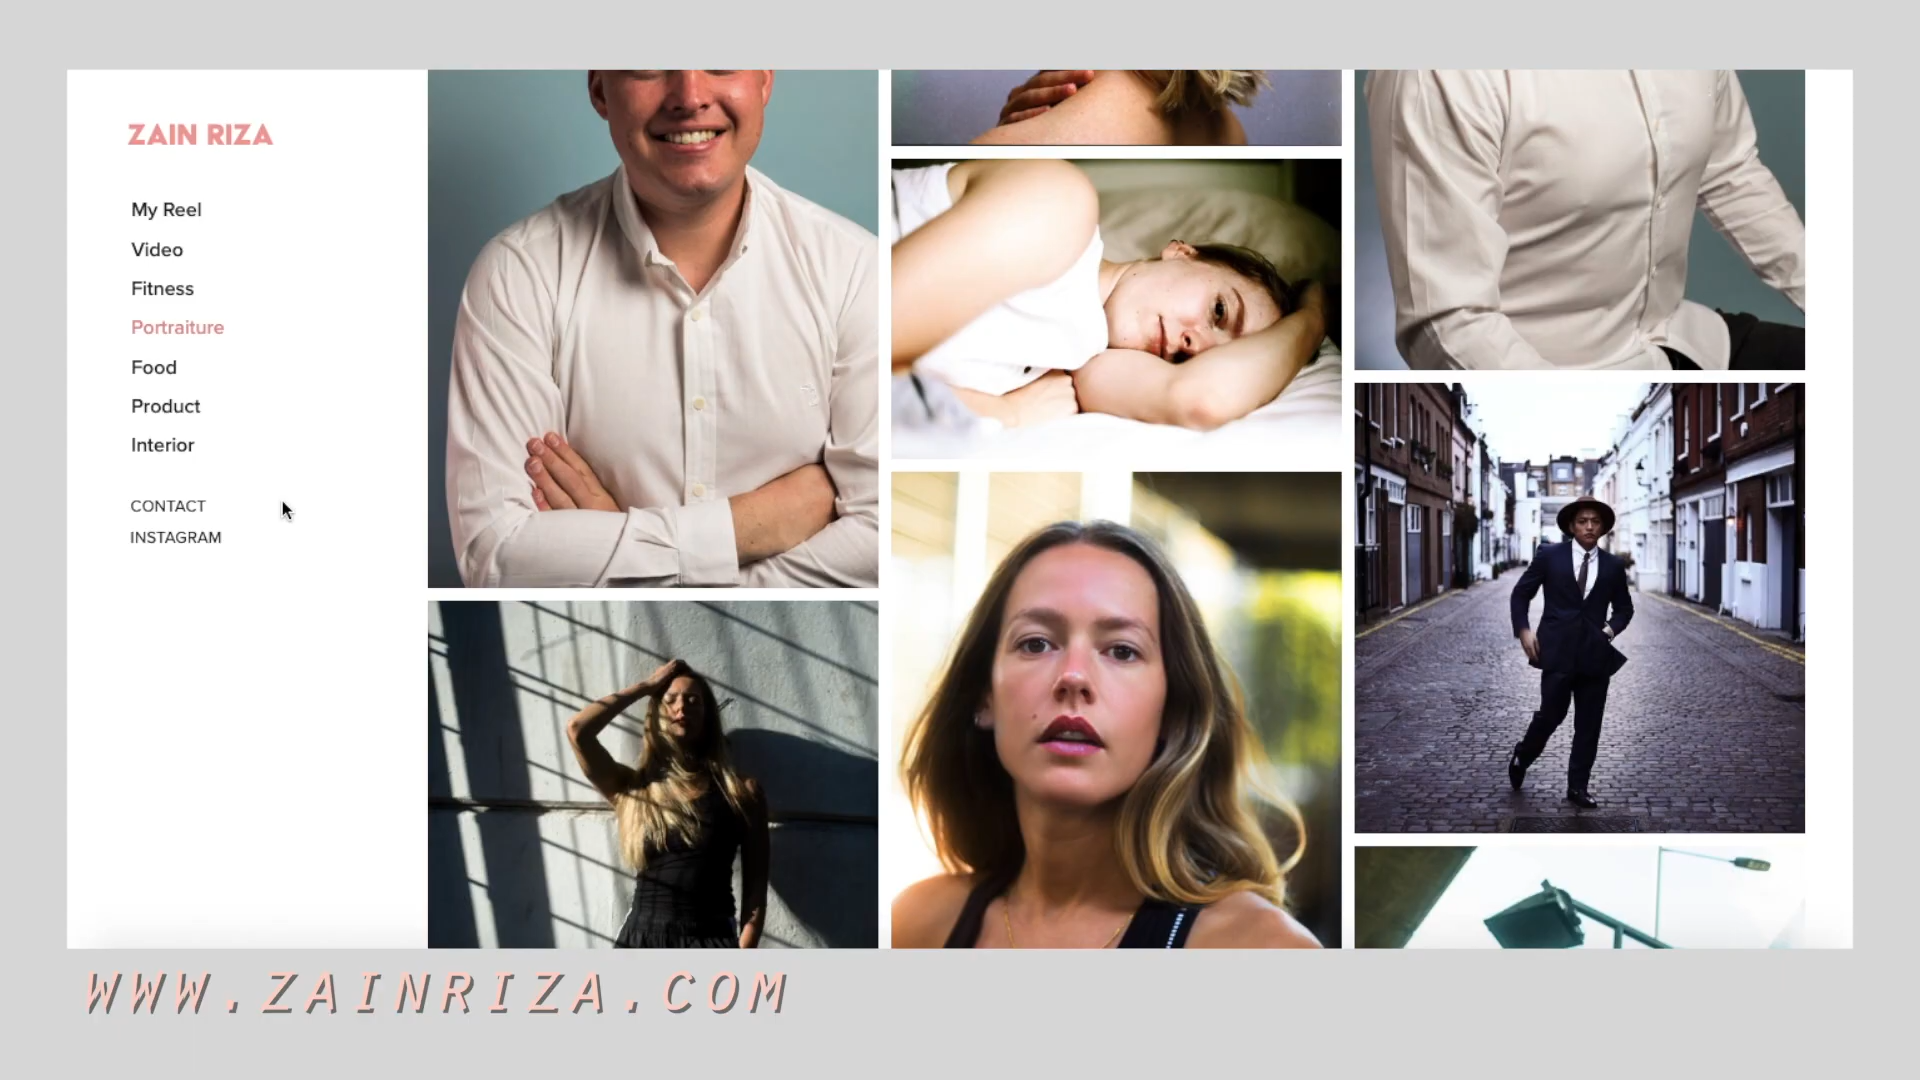 ZAIN RIZA
My Reel
Video
Fitness
Portraiture
Food
Product
Interior
CONTACT
INSTAGRAM
WWW.ZAINRIZA.COM